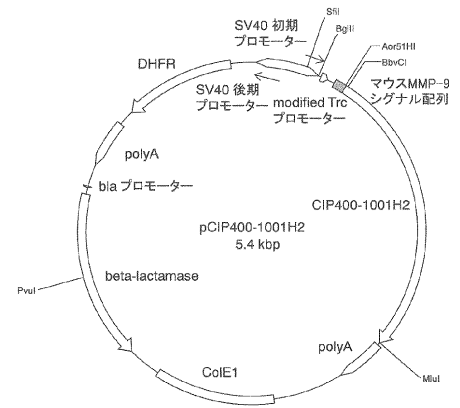 SfiI
SV40 初期
プロモーター
BglII
Aor51HI
BbvCI
DHFR
SV40 後期
プロモーター
modified Trc
プロモーター
マウスMMP-9
シグナル配列
polyA
bla プロモーター
CIP400-1001H2
pCIP400-1001H2
5.4 kbp
beta-lactamase
PvuI
polyA
MluI
ColE1